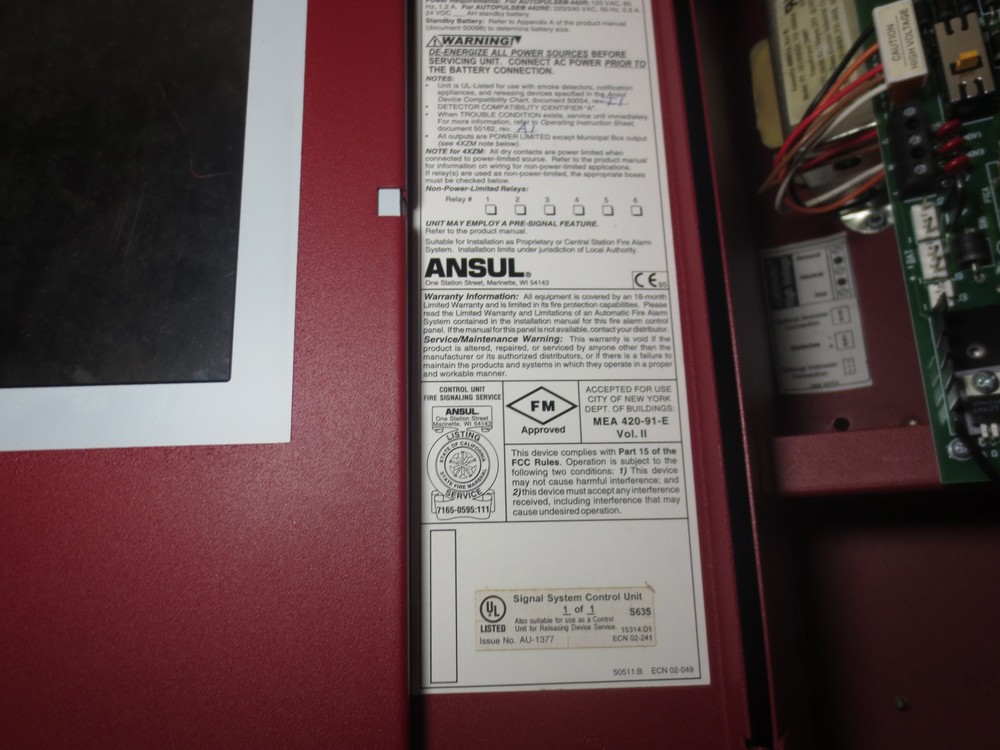 Power Requirements: For AUTOPULSE® 442R: 120 VAC, 60
Hz, 1.2 A. For AUTOPULSE® 442RE: 220/240 VAC, 50 Hz, 0.6 A.
24 VDC ___ AH standby battery.
Standby Battery: Refer to Appendix A of the product manual
(document 50098) to determine battery size.
WARNING!
DE-ENERGIZE ALL POWER SOURCES BEFORE
SERVICING UNIT. CONNECT AC POWER PRIOR TO
THE BATTERY CONNECTION.
NOTES:
• Unit is UL-Listed for use with smoke detectors, notification
appliances, and releasing devices specified in the Ansul
Device Compatibility Chart, document 50054, rev.
• DETECTOR COMPATIBILITY IDENTIFIER "A".
• When TROUBLE CONDITION exists, service unit immediately.
For more information, refer to Operating Instruction Sheet,
document 50162, rev. A1
• All outputs are POWER LIMITED except Municipal Box output
(see 4XZM note below).
NOTE for 4XZM: All dry contacts are power limited when
connected to power-limited source. Refer to the product manual
for information on wiring for non-power-limited applications.
If relay(s) are used as non-power-limited, the appropriate boxes
must be checked below.
Non-Power-Limited Relays:
Relay # 1 2 3 4 5 6
UNIT MAY EMPLOY A PRE-SIGNAL FEATURE.
Refer to the product manual.
Suitable for Installation as Proprietary or Central Station Fire Alarm
System. Installation limits under jurisdiction of Local Authority.
ANSUL®
One Station Street, Marinette, WI 54143
CE 95
Warranty Information: All equipment is covered by an 18-month
Limited Warranty and is limited in its fire protection capabilities. Please
read the Limited Warranty and Limitations of an Automatic Fire Alarm
System contained in the installation manual for this fire alarm control
panel. If the manual for this panel is not available, contact your distributor.
Service/Maintenance Warning: This warranty is void if the
product is altered, repaired, or serviced by anyone other than the
manufacturer or its authorized distributors, or if there is a failure to
maintain the products and systems in which they operate in a proper
and workable manner.
CONTROL UNIT
FIRE SIGNALING SERVICE
ANSUL
One Station Street
Marinette, WI 54143
LISTING
STATE OF CALIFORNIA
STATE FIRE MARSHAL
SERVICE
7165-0595:111
FM
Approved
ACCEPTED FOR USE
CITY OF NEW YORK
DEPT. OF BUILDINGS:
MEA 420-91-E
Vol. II
This device complies with Part 15 of the
FCC Rules. Operation is subject to the
following two conditions: 1) This device
may not cause harmful interference; and
2) this device must accept any interference
received, including interference that may
cause undesired operation.
UL
LISTED
Signal System Control Unit
1 of 1 S635
Also suitable for use as a Control
Unit for Releasing Device Service. 15314:D1
Issue No. AU-1377 ECN 02-241
50511:B ECN 02-049
CAUTION
HIGH VOLTAGE